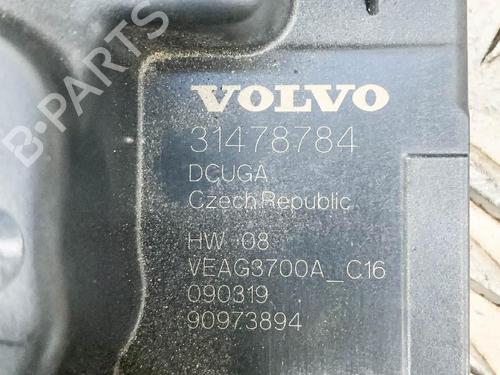 B-PARTS
VOLVO
31478784
DCUGA
Czech Republic
HW 08
VEAG3700A_C16
090319
90973894